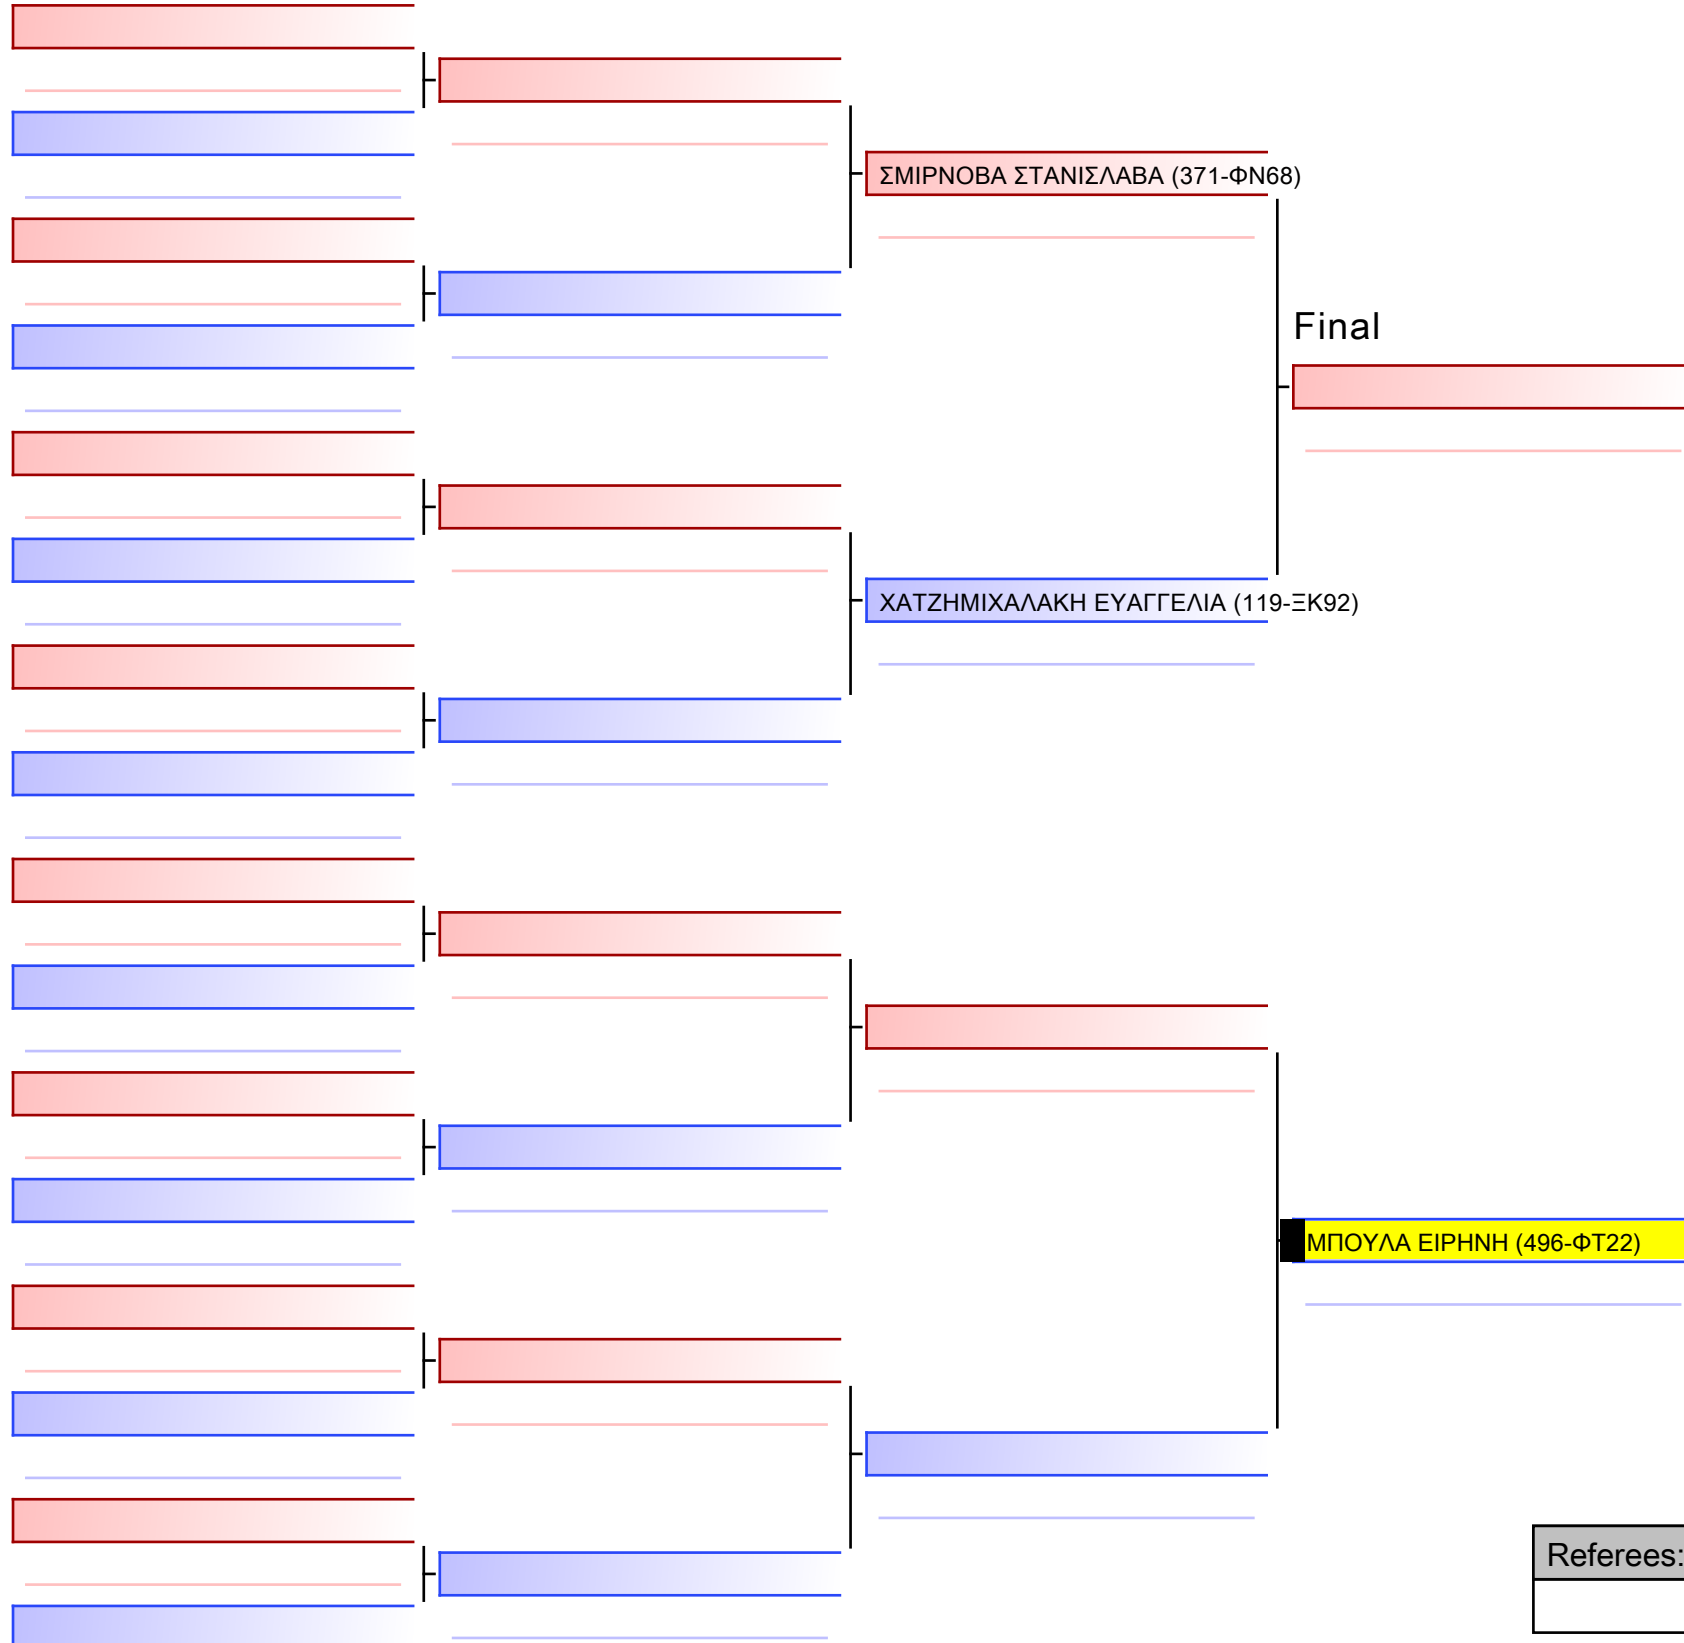 ΣΜΙΡΝΟΒΑ ΣΤΑΝΙΣΛΑΒΑ (371-ΦΝ68)
Final
ΧΑΤΖΗΜΙΧΑΛΑΚΗ ΕΥΑΓΓΕΛΙΑ (119-ΞΚ92)
ΜΠΟΥΛΑ ΕΙΡΗΝΗ (496-ΦΤ22)
Referees: